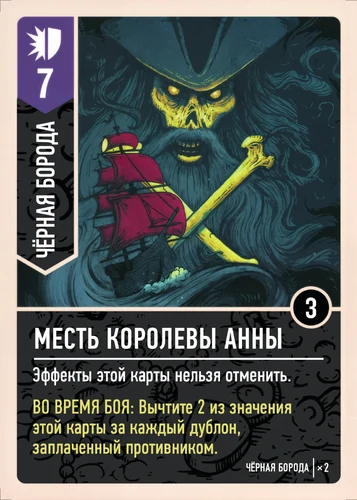 7
ЧЁРНАЯ БОРОДА
3
МЕСТЬ КОРОЛЕВЫ АННЫ
Эффекты этой карты нельзя отменить.
ВО ВРЕМЯ БОЯ: Вычтите 2 из значения
этой карты за каждый дублон,
заплаченный противником.
ЧЁРНАЯ БОРОДА | ×2